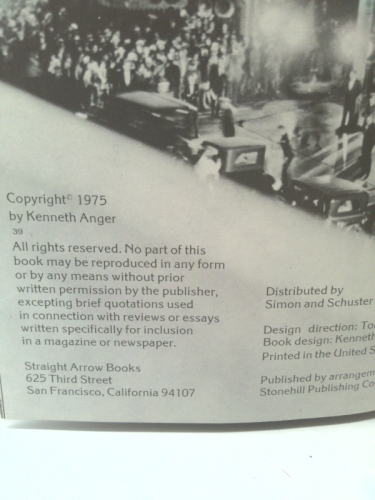 Copyright© 1975
by Kenneth Anger
39
All rights reserved. No part of this
book may be reproduced in any form
or by any means without prior
written permission by the publisher,
excepting brief quotations used
in connection with reviews or essays
written specifically for inclusion
in a magazine or newspaper.
Straight Arrow Books
625 Third Street
San Francisco, California 94107
Distributed by
Simon and Schuster
Design direction:
Book design: Kenneth
Printed in the United
Published by
Stonehill Publishing